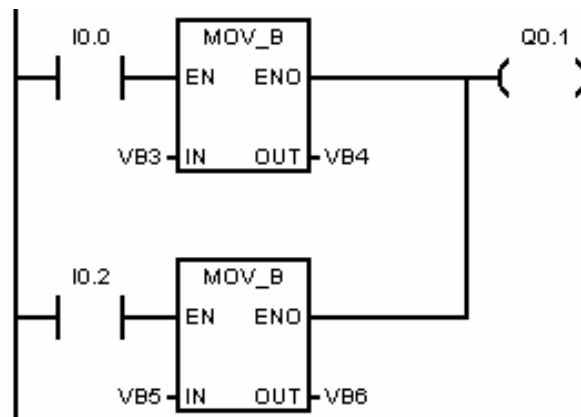 I0.0 MOV_B Q0.1
EN ENO
VB3 IN OUT VB4
I0.2 MOV_B
EN ENO
VB5 IN OUT VB6